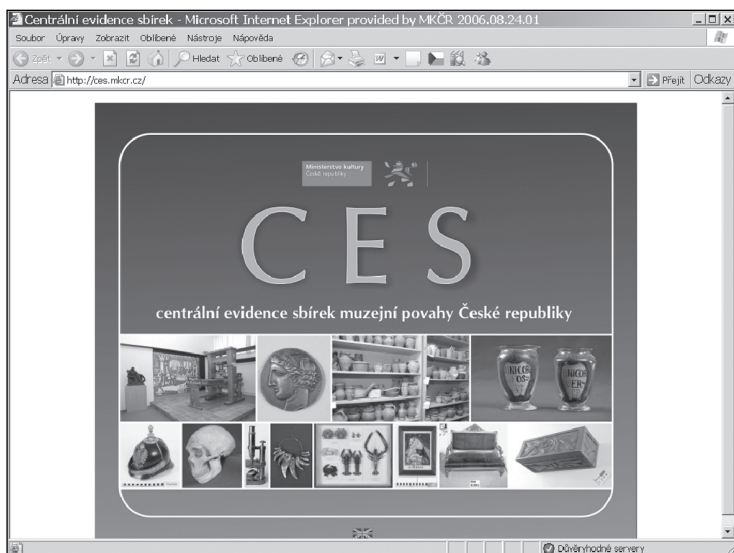 Centrální evidence sbírek - Microsoft Internet Explorer provided by MKČR 2006.08.24.01
Soubor Úpravy Zobrazit Oblíbené Nástroje Nápověda
Zpět Hledat Oblíbené
Adresa http://ces.mkcr.cz/ Přejít Odkazy
Ministerstvo kultury
České republiky
CES
centrální evidence sbírek muzejní povahy České republiky
Důvěryhodné servery